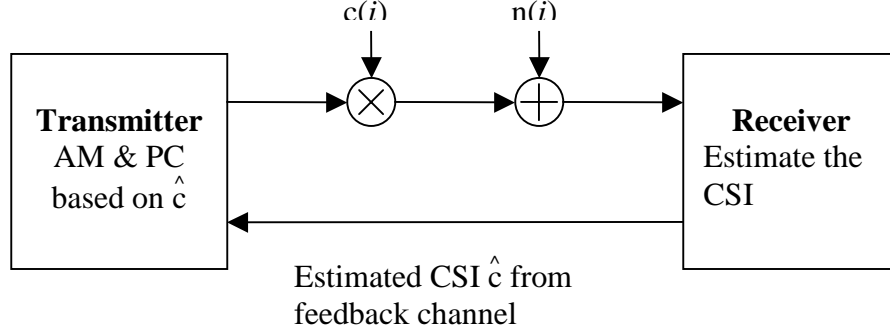 c(i) n(i)
Transmitter
AM & PC
based on ĉ
Receiver
Estimate the
CSI
Estimated CSI ĉ from
feedback channel